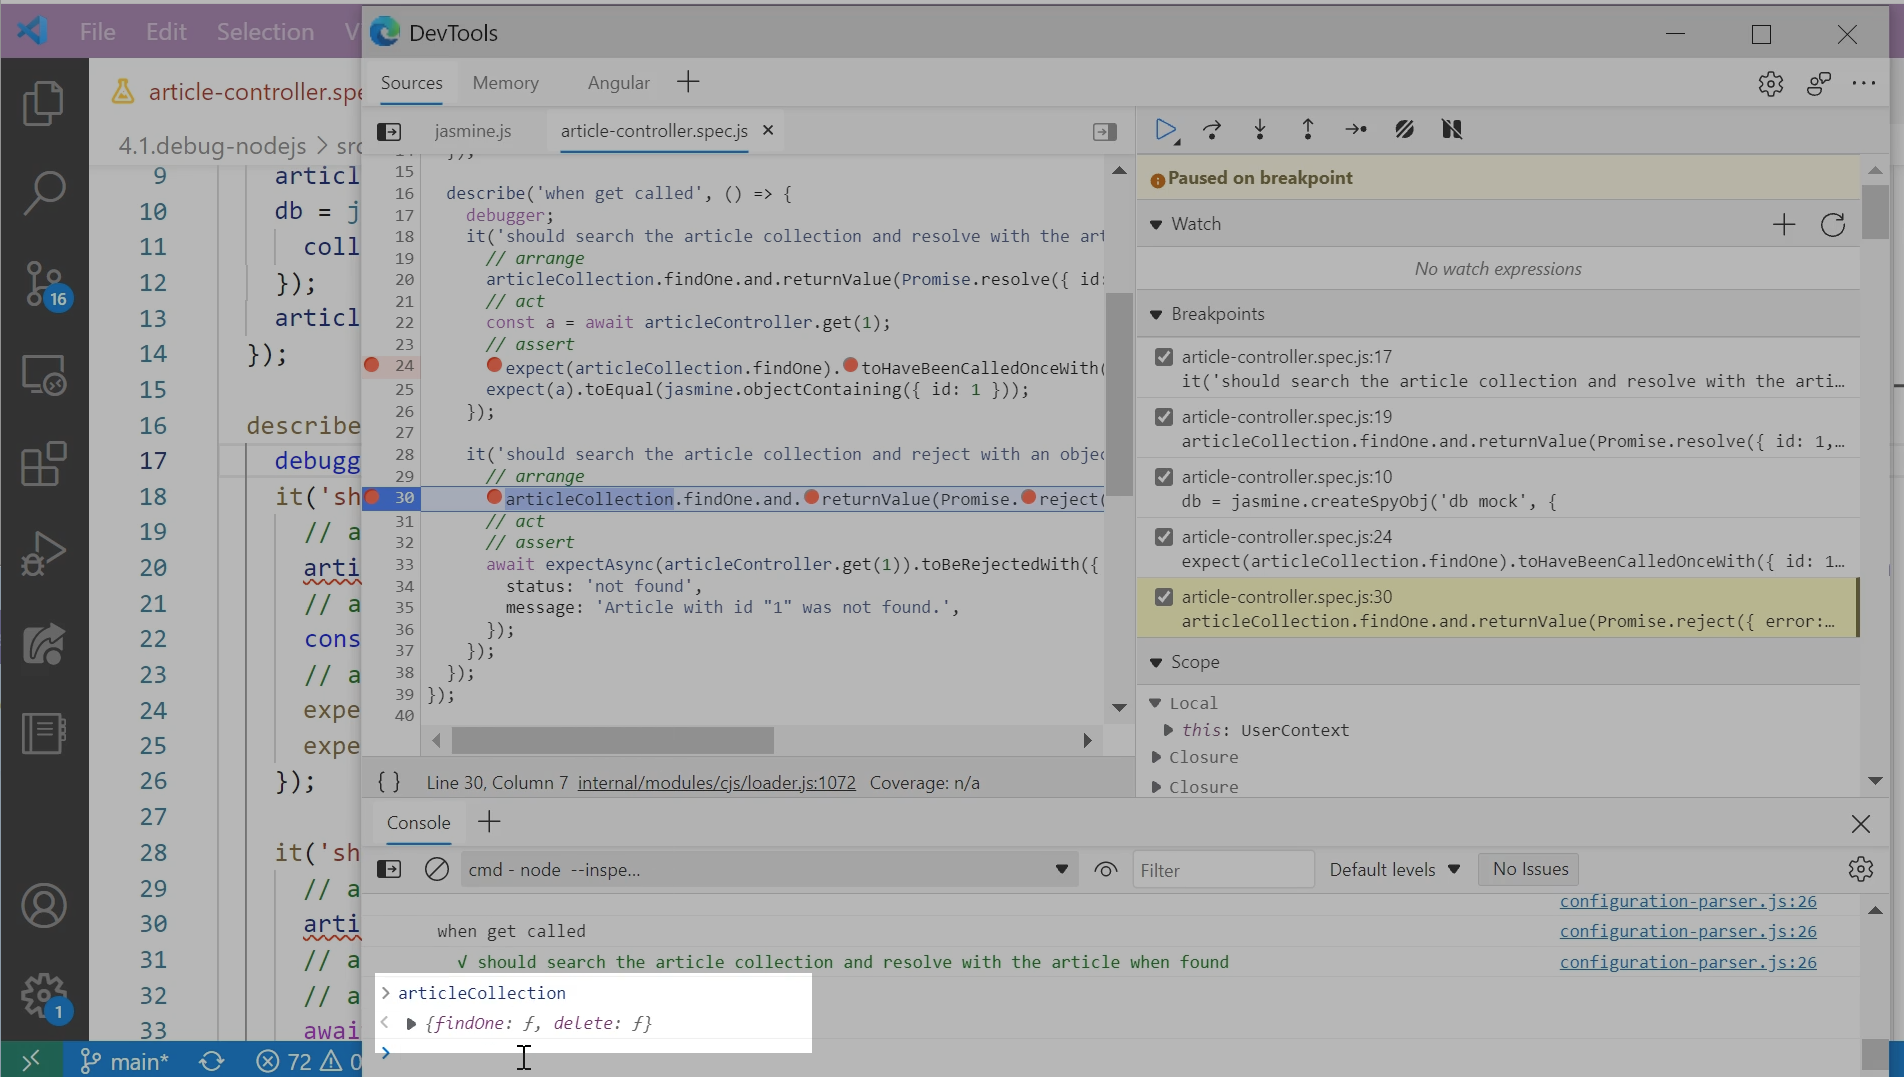 File Edit Selection V
DevTools
Sources Memory Angular
article-controller.spe
jasmine.js article-controller.spec.js
4.1.debug-nodejs > src
9 articl
10 db = j
11 coll
12 });
13 articl
14 });
15
16 describe
17 debugg
18 it('sh
19 // a
20 arti
21 // a
22 cons
23 // a
24 expe
25 expe
26 });
27
28 it('sh
29 // a
30 arti
31 // a
32 // a
33 awai
16
1
main* 72 0
});
15
16 describe('when get called', () => {
17 debugger;
18 it('should search the article collection and resolve with the art
19 // arrange
20 articleCollection.findOne.and.returnValue(Promise.resolve({ id:
21 // act
22 const a = await articleController.get(1);
23 // assert
24 expect(articleCollection.findOne).toHaveBeenCalledOnceWith(
25 expect(a).toEqual(jasmine.objectContaining({ id: 1 }));
26 });
27
28 it('should search the article collection and reject with an objec
29 // arrange
30 articleCollection.findOne.and.returnValue(Promise.reject(
31 // act
32 // assert
33 await expectAsync(articleController.get(1)).toBeRejectedWith({
34 status: 'not found',
35 message: 'Article with id "1" was not found.',
36 });
37 });
38 });
39 });
40
{ } Line 30, Column 7 internal/modules/cjs/loader.js:1072 Coverage: n/a
Paused on breakpoint
Watch
No watch expressions
Breakpoints
article-controller.spec.js:17
it('should search the article collection and resolve with the arti…
article-controller.spec.js:19
articleCollection.findOne.and.returnValue(Promise.resolve({ id: 1,…
article-controller.spec.js:10
db = jasmine.createSpyObj('db mock', {
article-controller.spec.js:24
expect(articleCollection.findOne).toHaveBeenCalledOnceWith({ id: 1…
article-controller.spec.js:30
articleCollection.findOne.and.returnValue(Promise.reject({ error:…
Scope
Local
this: UserContext
Closure
Closure
Console
cmd - node --inspe... Filter Default levels No Issues
configuration-parser.js:26
when get called configuration-parser.js:26
√ should search the article collection and resolve with the article when found configuration-parser.js:26
> articleCollection
< {findOne: ƒ, delete: ƒ}
>